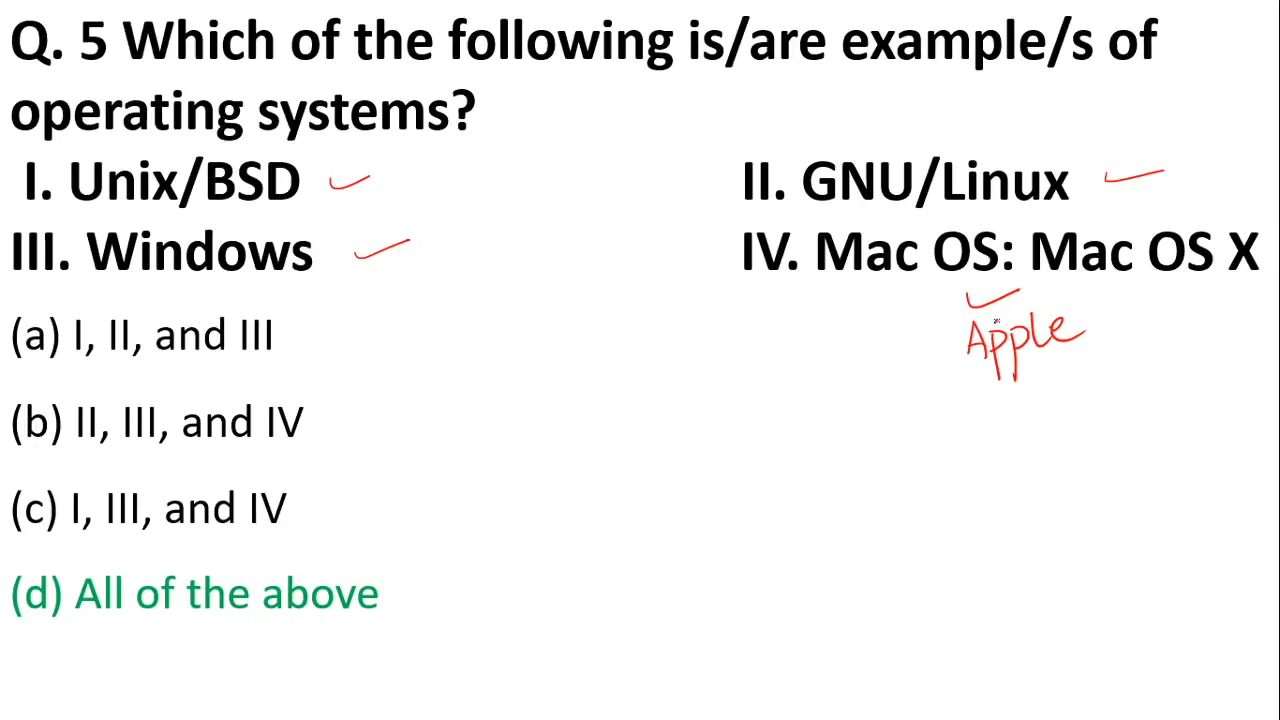 Q. 5 Which of the following is/are example/s of
operating systems?
I. Unix/BSD
II. GNU/Linux
III. Windows
IV. Mac OS: Mac OS X
Apple
(a) I, II, and III
(b) II, III, and IV
(c) I, III, and IV
(d) All of the above